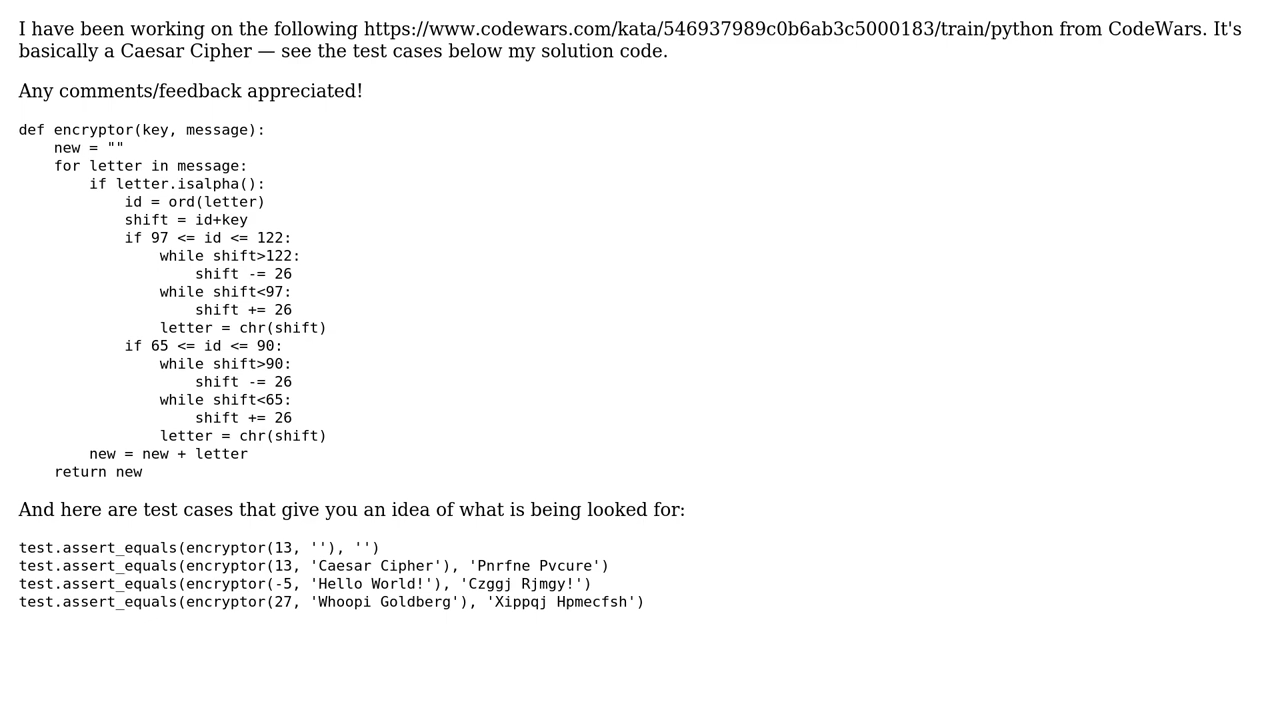 I have been working on the following https://www.codewars.com/kata/546937989c0b6ab3c5000183/train/python from CodeWars. It's
basically a Caesar Cipher — see the test cases below my solution code.
Any comments/feedback appreciated!
def encryptor(key, message):
    new = ""
    for letter in message:
        if letter.isalpha():
            id = ord(letter)
            shift = id+key
            if 97 <= id <= 122:
                while shift>122:
                    shift -= 26
                while shift<97:
                    shift += 26
                letter = chr(shift)
            if 65 <= id <= 90:
                while shift>90:
                    shift -= 26
                while shift<65:
                    shift += 26
                letter = chr(shift)
        new = new + letter
    return new
And here are test cases that give you an idea of what is being looked for:
test.assert_equals(encryptor(13, ''), '')
test.assert_equals(encryptor(13, 'Caesar Cipher'), 'Pnrfne Pvcure')
test.assert_equals(encryptor(-5, 'Hello World!'), 'Czggj Rjmgy!')
test.assert_equals(encryptor(27, 'Whoopi Goldberg'), 'Xippqj Hpmecfsh')